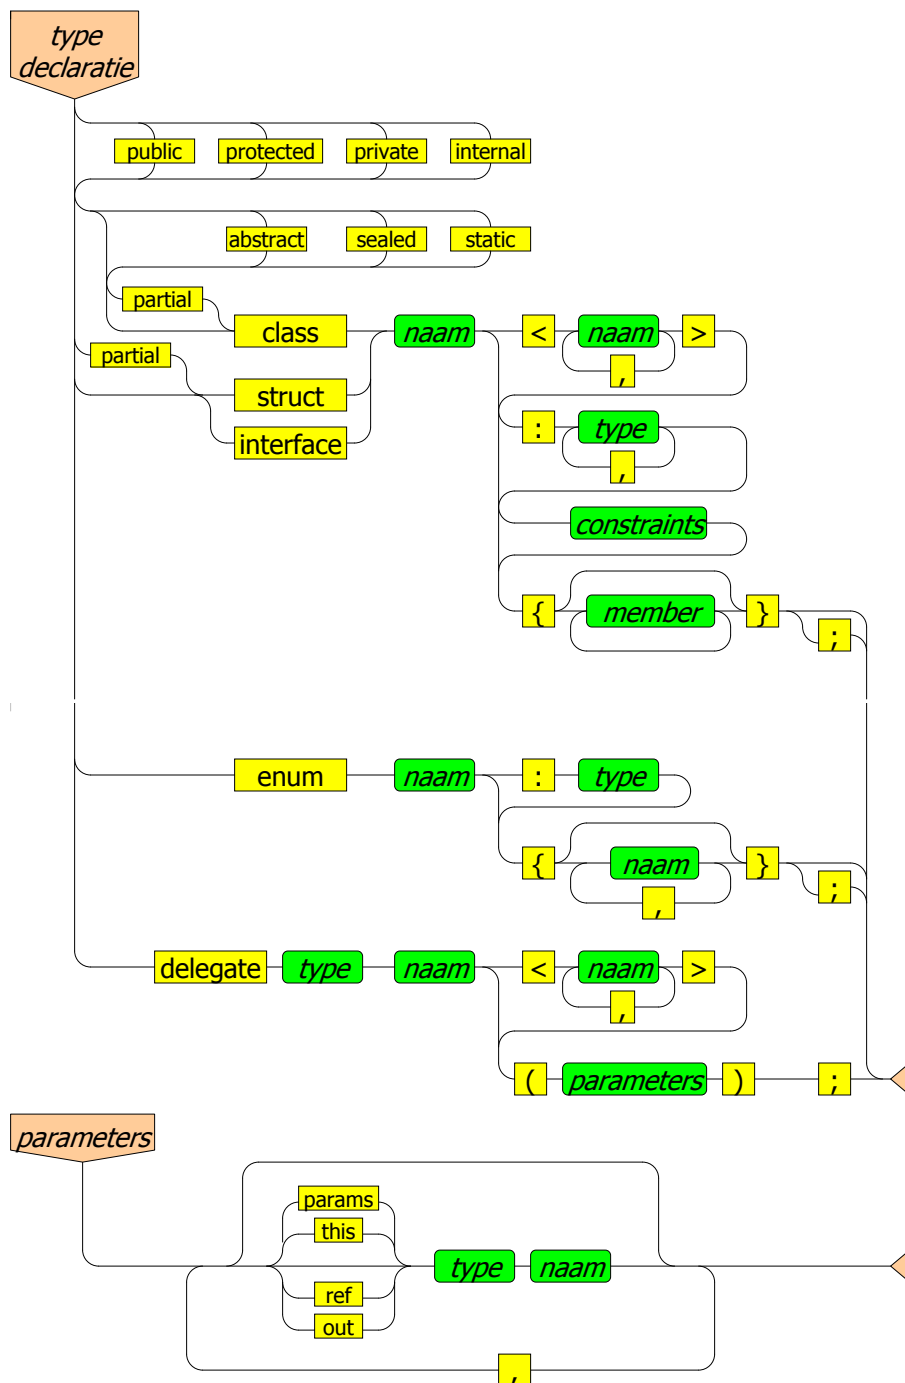 type
declaratie
public protected private internal
abstract sealed static
partial
class naam < naam >
partial
,
struct
: type
interface
,
constraints
{ member }
;
enum naam : type
{ naam }
;
,
delegate type naam < naam >
,
( parameters ) ;
parameters
params
this
type naam
ref
out
,